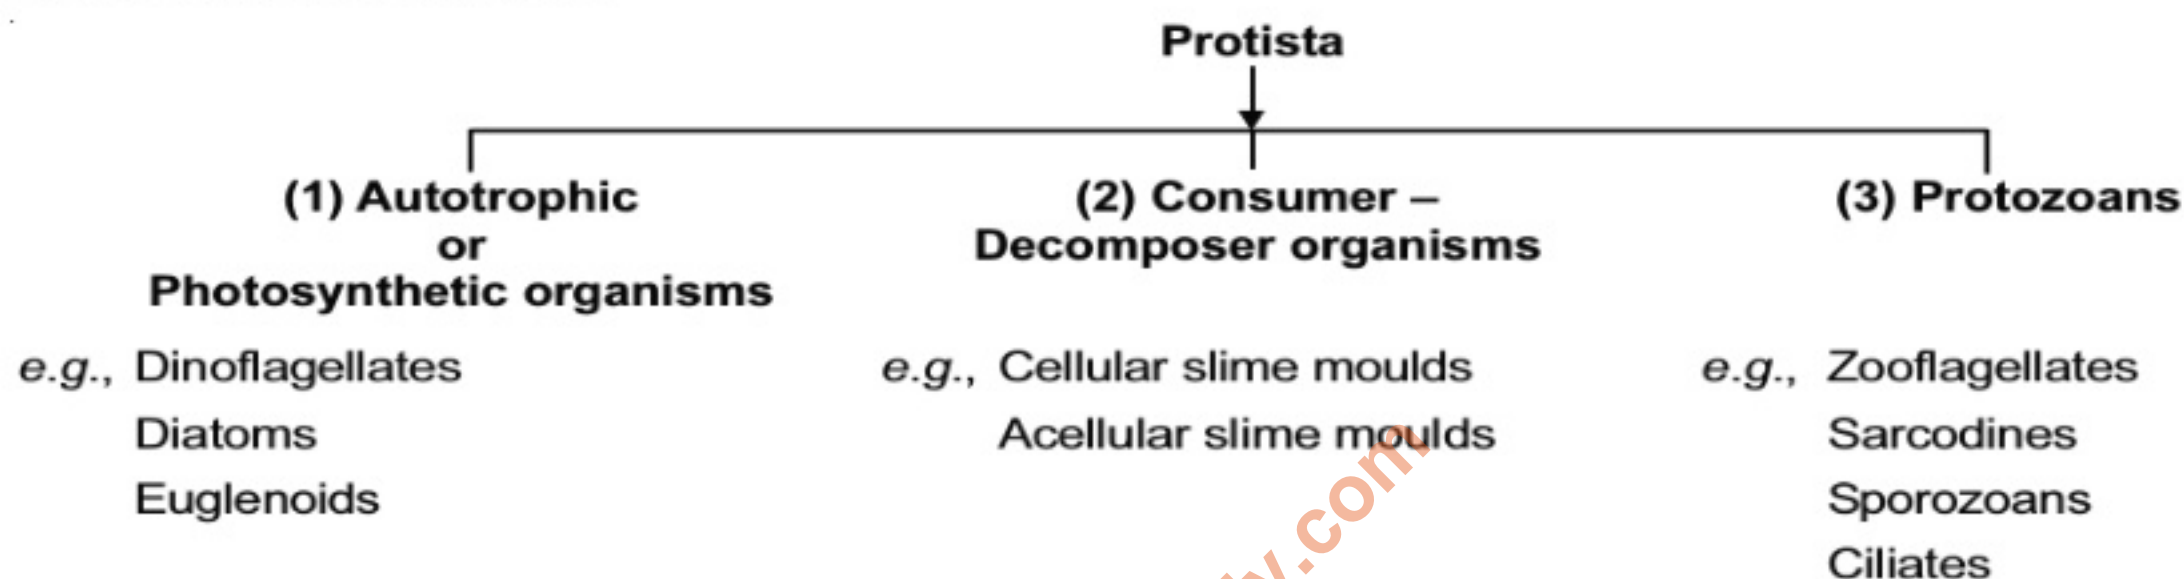 Protista
(1) Autotrophic
or
Photosynthetic organisms
e.g., Dinoflagellates
Diatoms
Euglenoids
(2) Consumer –
Decomposer organisms
e.g., Cellular slime moulds
Acellular slime moulds
(3) Protozoans
e.g., Zooflagellates
Sarcodines
Sporozoans
Ciliates